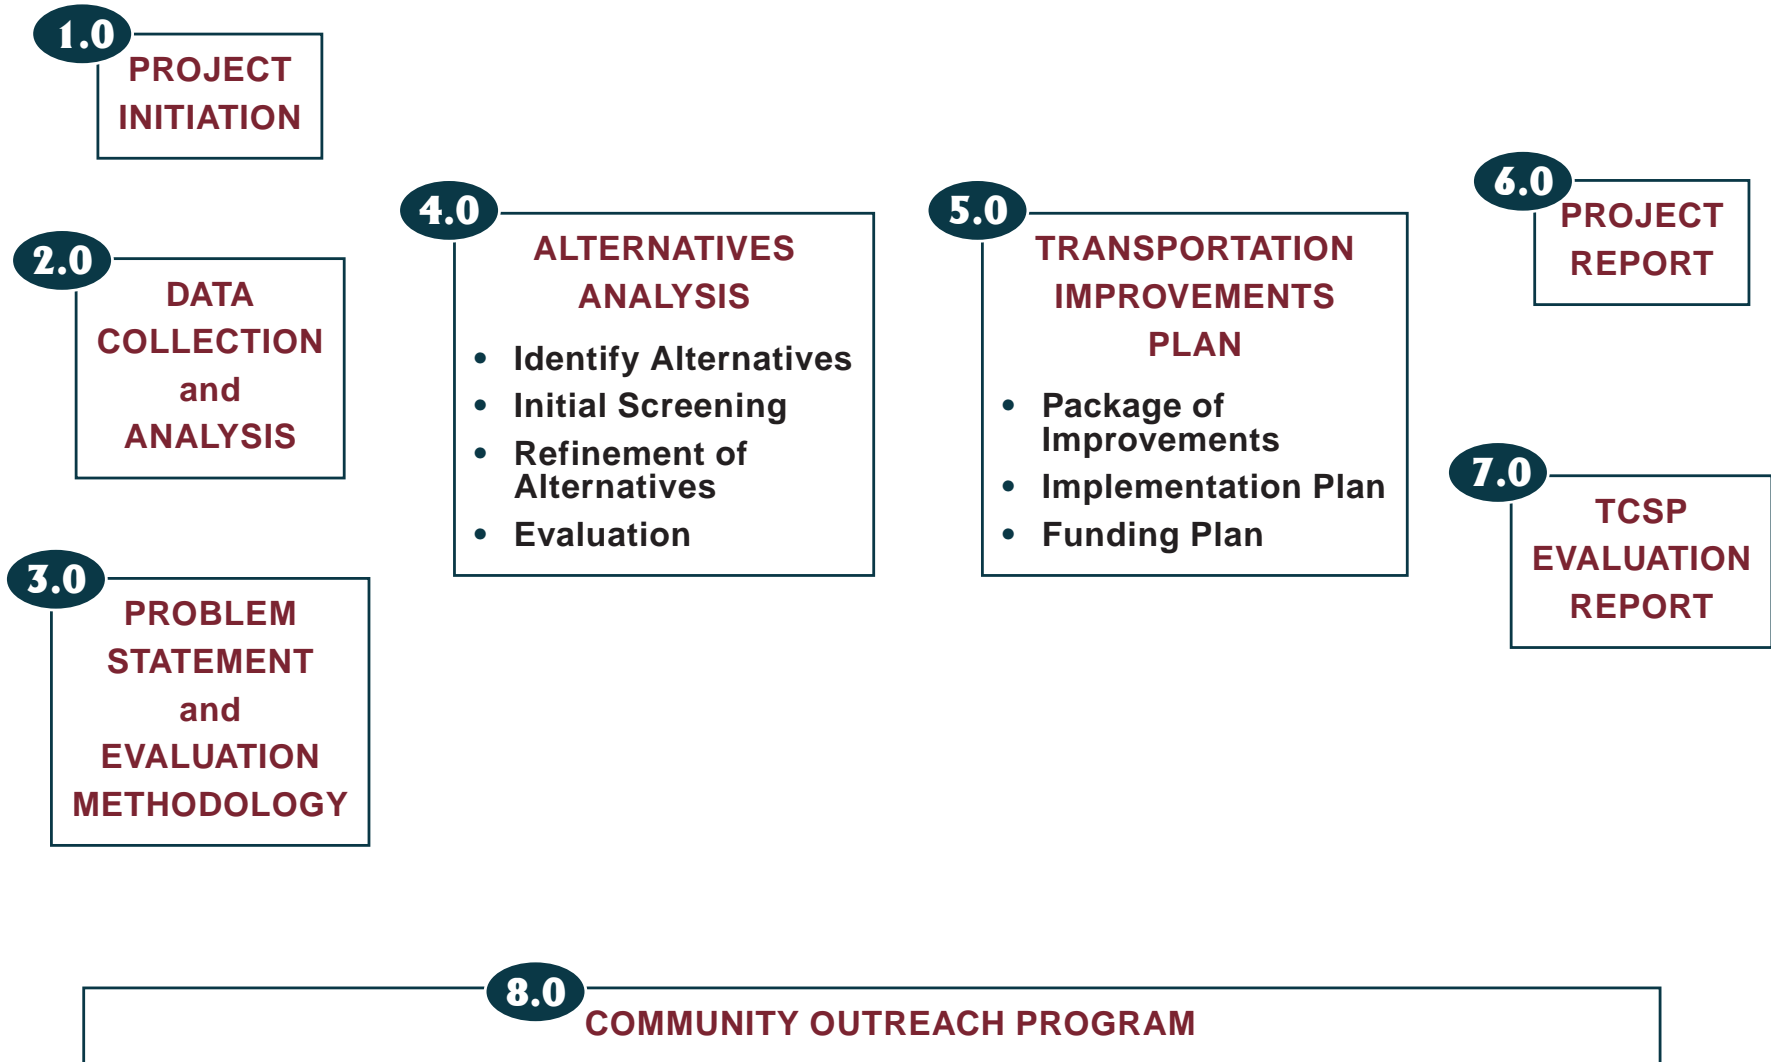 1.0
PROJECT
INITIATION
2.0
DATA
COLLECTION
and
ANALYSIS
3.0
PROBLEM
STATEMENT
and
EVALUATION
METHODOLOGY
4.0
ALTERNATIVES
ANALYSIS
• Identify Alternatives
• Initial Screening
• Refinement of
Alternatives
• Evaluation
5.0
TRANSPORTATION
IMPROVEMENTS
PLAN
• Package of
Improvements
• Implementation Plan
• Funding Plan
6.0
PROJECT
REPORT
7.0
TCSP
EVALUATION
REPORT
8.0
COMMUNITY OUTREACH PROGRAM